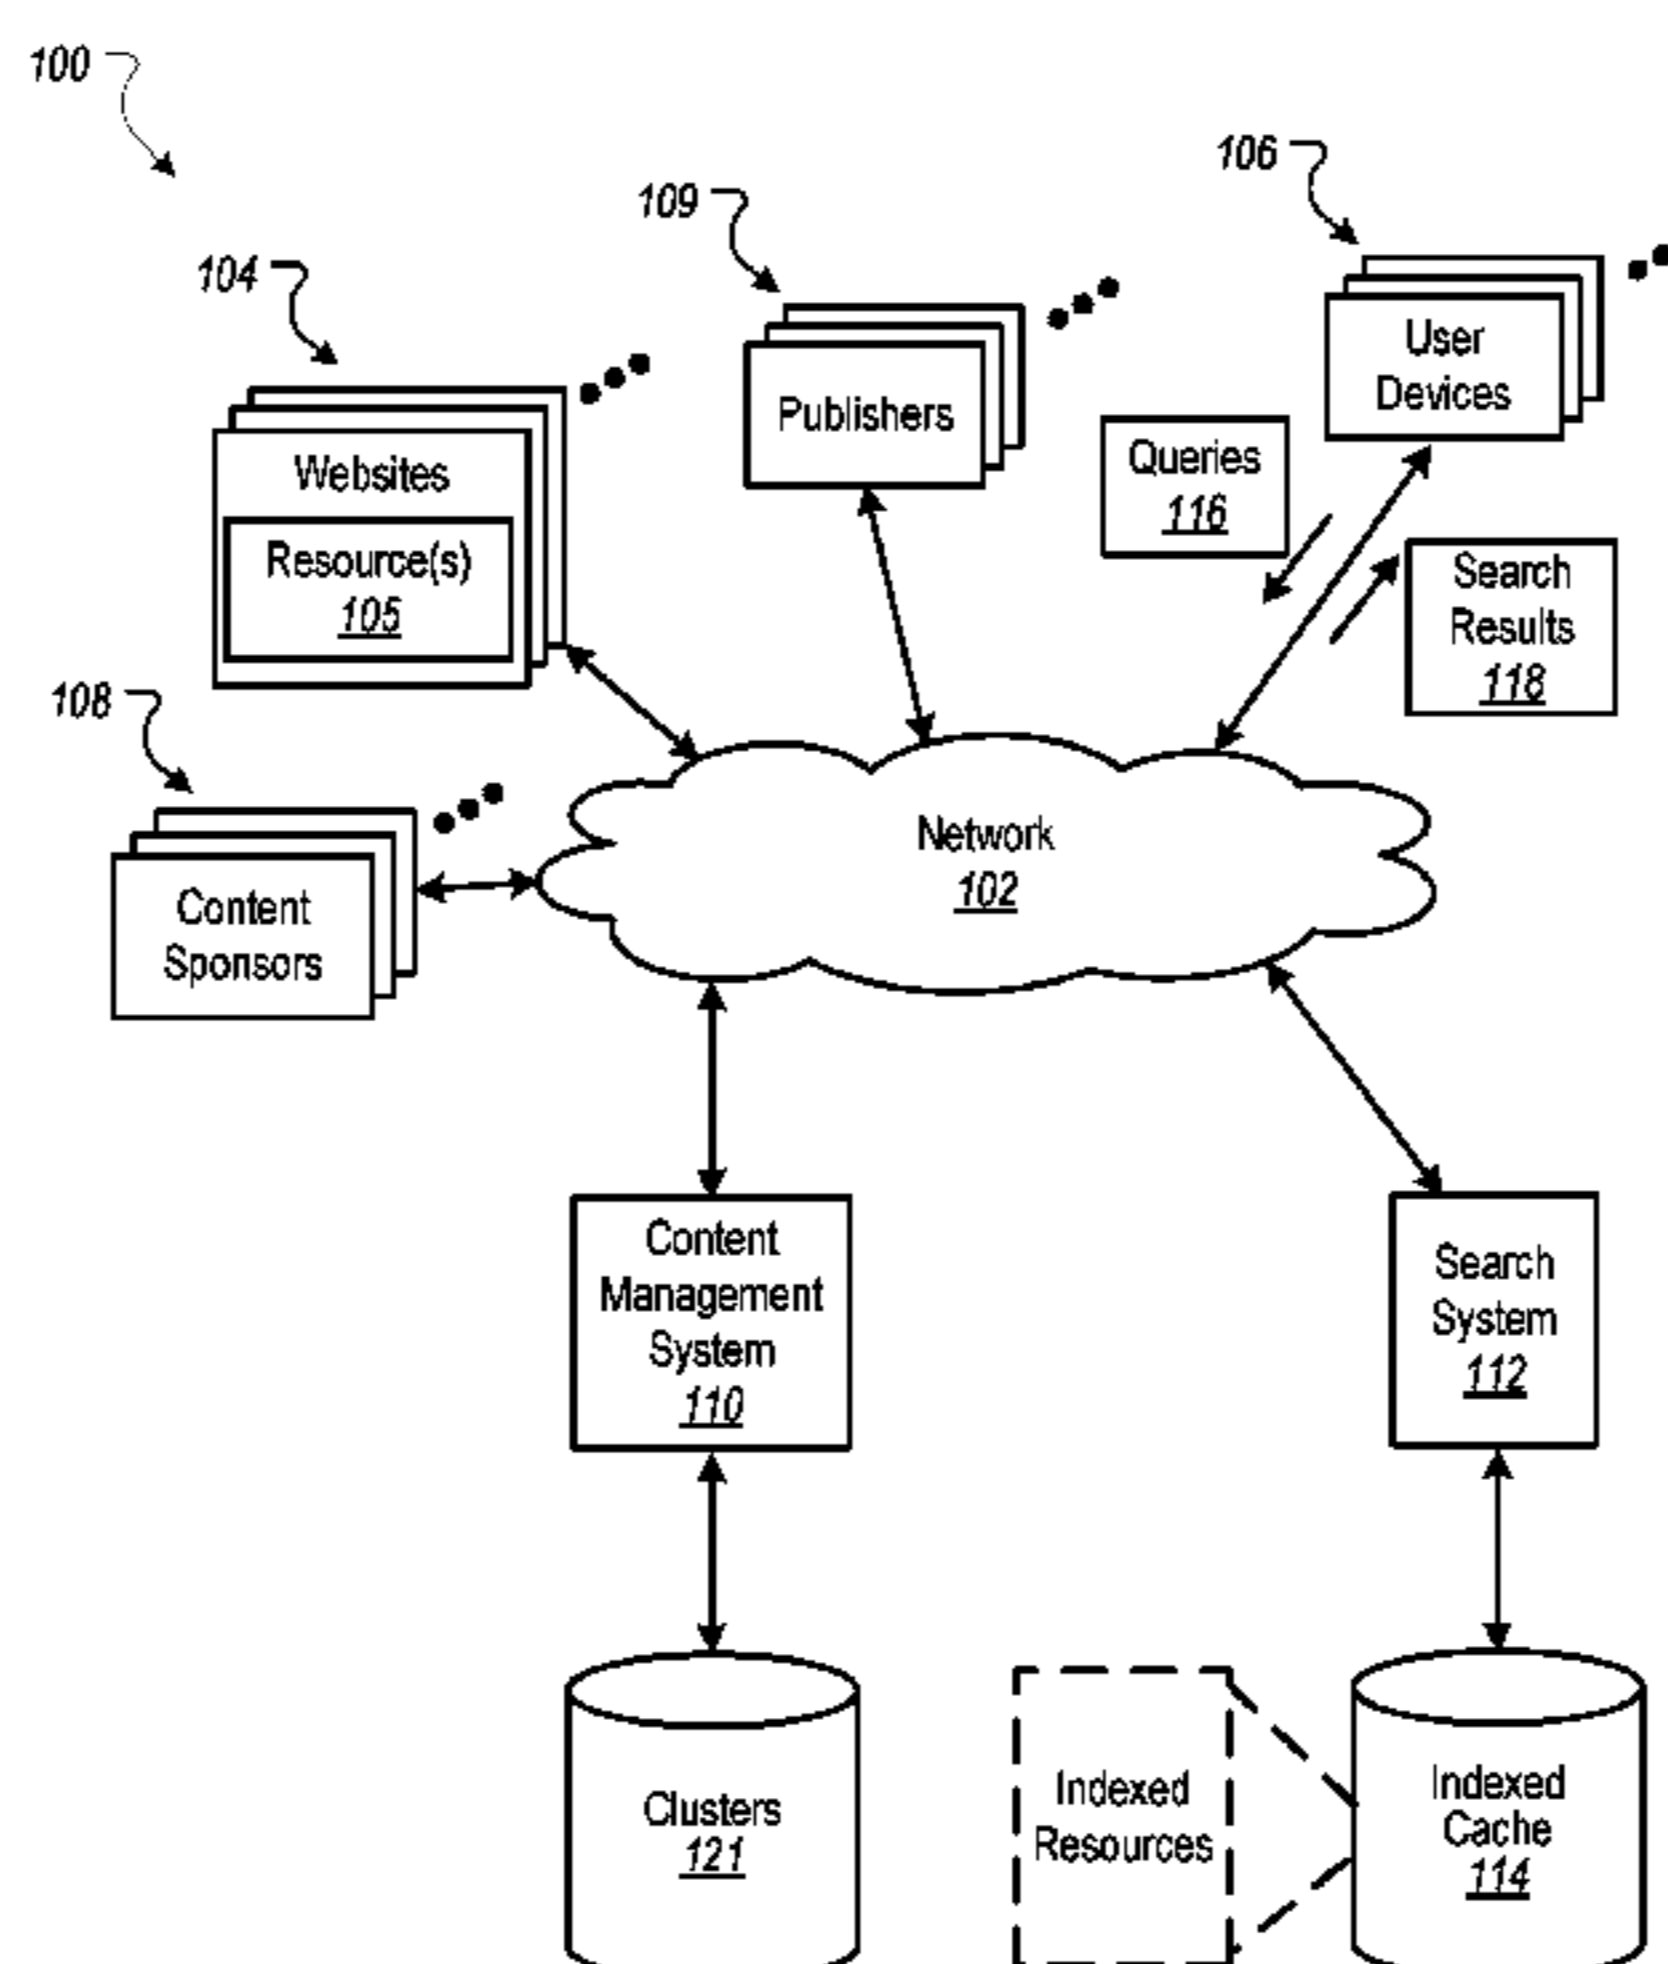 100
106
109
104
User
Devices
Publishers
Queries
116
Websites
Resource(s)
105
Search
Results
118
108
Network
102
Content
Sponsors
Content
Management
System
110
Search
System
112
Clusters
121
Indexed
Resources
Indexed
Cache
114